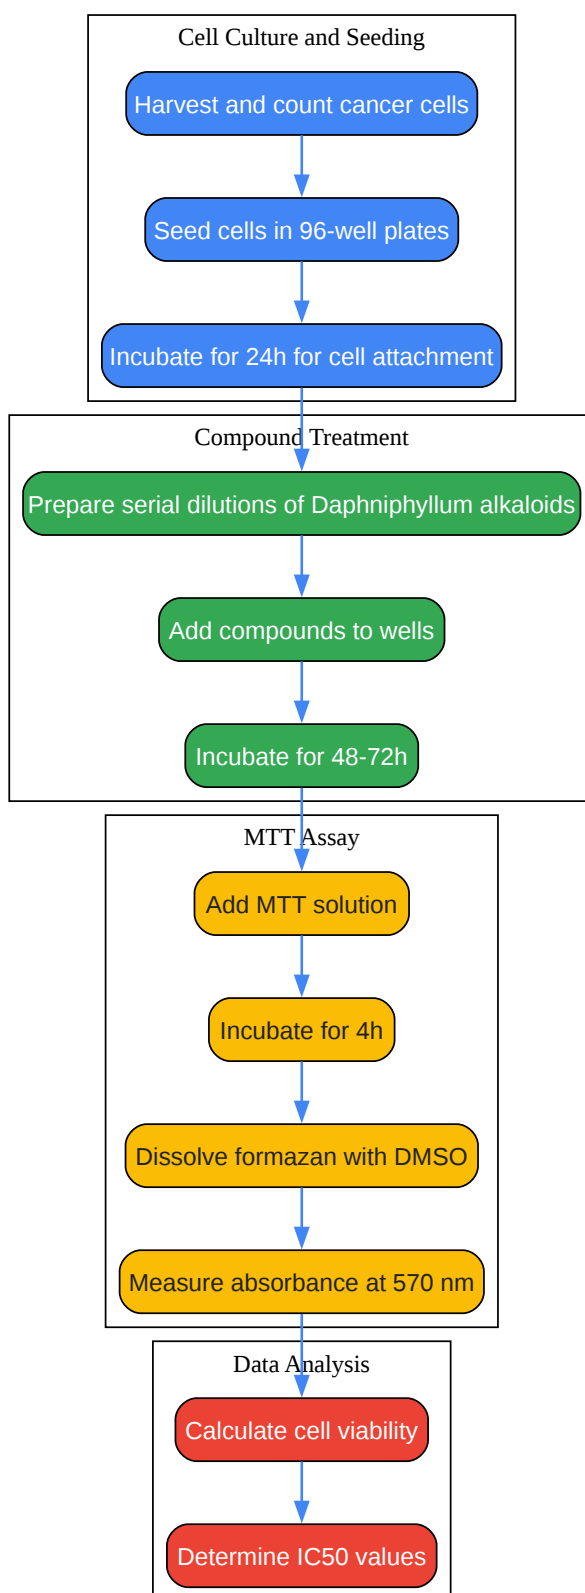 Cell Culture and Seeding
Harvest and count cancer cells
Seed cells in 96-well plates
Incubate for 24h for cell attachment
Compound Treatment
Prepare serial dilutions of Daphniphyllum alkaloids
Add compounds to wells
Incubate for 48-72h
MTT Assay
Add MTT solution
Incubate for 4h
Dissolve formazan with DMSO
Measure absorbance at 570 nm
Data Analysis
Calculate cell viability
Determine IC50 values